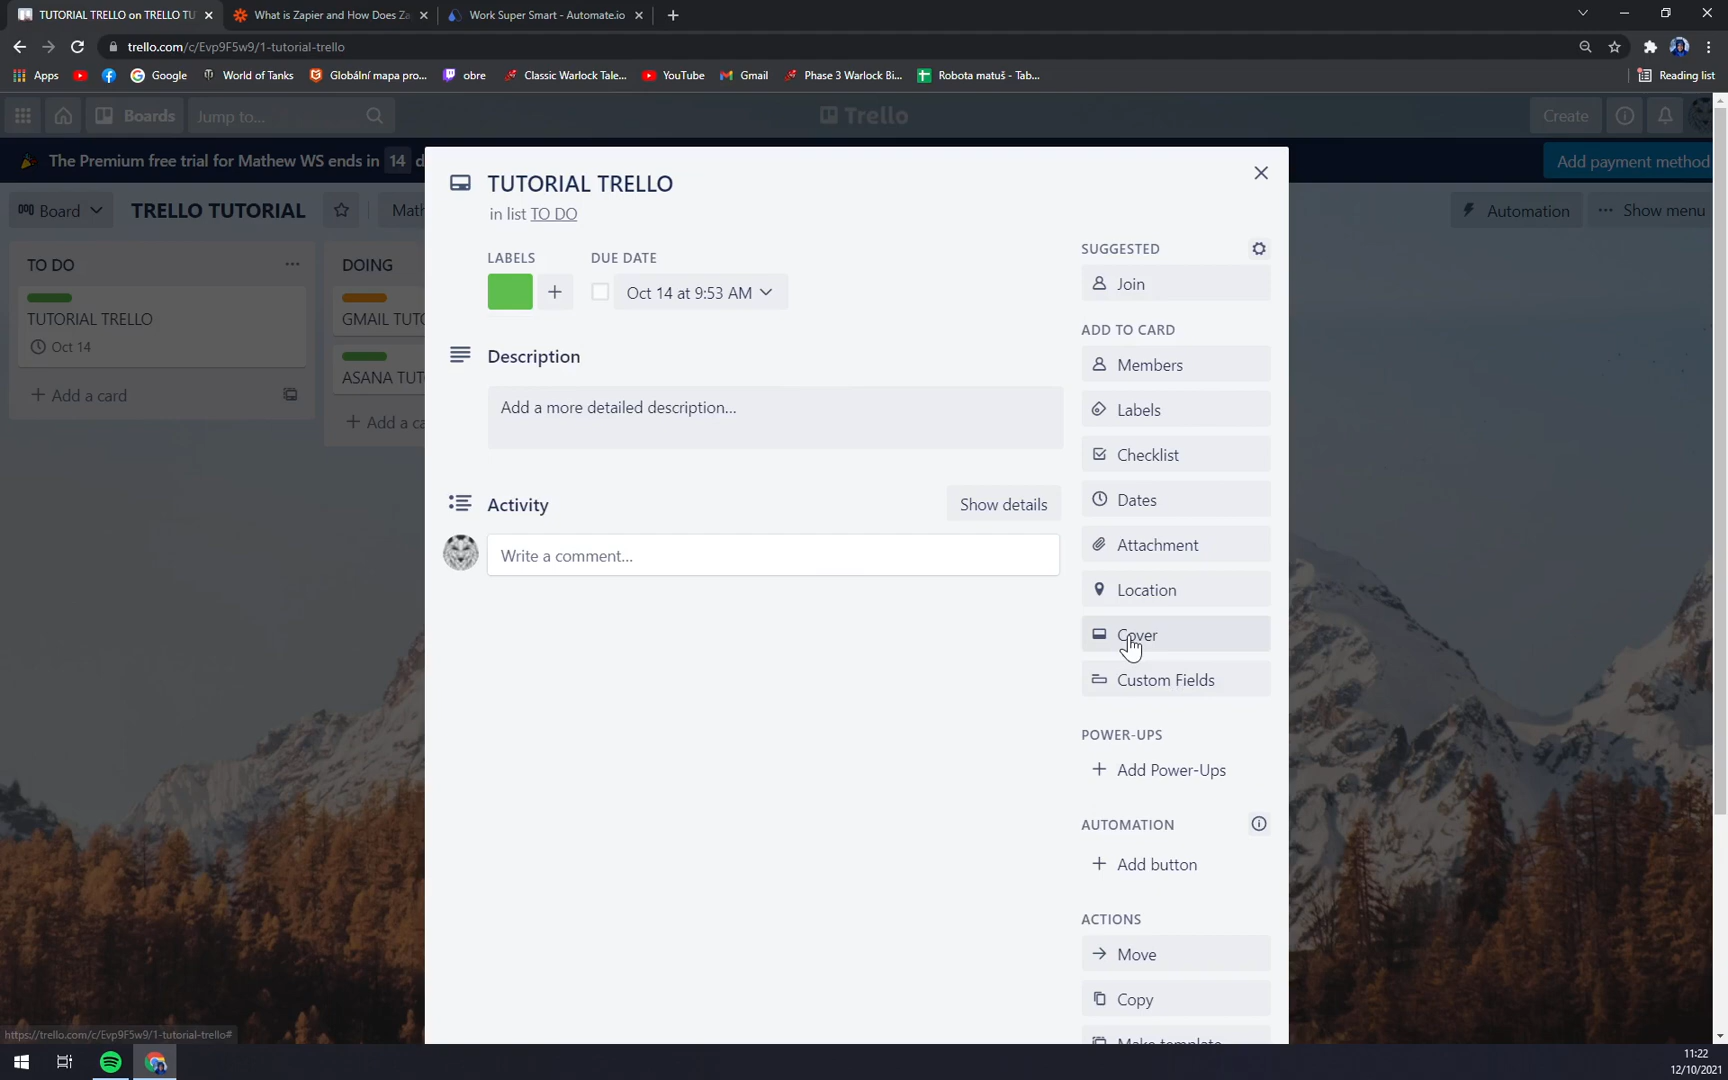 TUTORIAL TRELLO on TRELLO TU
What is Zapier and How Does Za
Work Super Smart - Automate.io
trello.com/c/Evp9F5w9/1-tutorial-trello
Apps
Google
World of Tanks
Globální mapa pro...
obre
Classic Warlock Tale...
YouTube
Gmail
Phase 3 Warlock Bi...
Robota matuš - Tab...
Reading list
Boards
Jump to...
Trello
Create
The Premium free trial for Mathew WS ends in 14 d
Add payment method
Board
TRELLO TUTORIAL
Math
Automation
Show menu
TO DO
TUTORIAL TRELLO
Oct 14
+ Add a card
DOING
GMAIL TUTO
ASANA TUT
+ Add a ca
TUTORIAL TRELLO
in list TO DO
LABELS
DUE DATE
Oct 14 at 9:53 AM
Description
Add a more detailed description...
Activity
Show details
Write a comment...
SUGGESTED
Join
ADD TO CARD
Members
Labels
Checklist
Dates
Attachment
Location
Cover
Custom Fields
POWER-UPS
+ Add Power-Ups
AUTOMATION
+ Add button
ACTIONS
Move
Copy
Make template
https://trello.com/c/Evp9F5w9/1-tutorial-trello#
11:22
12/10/2021